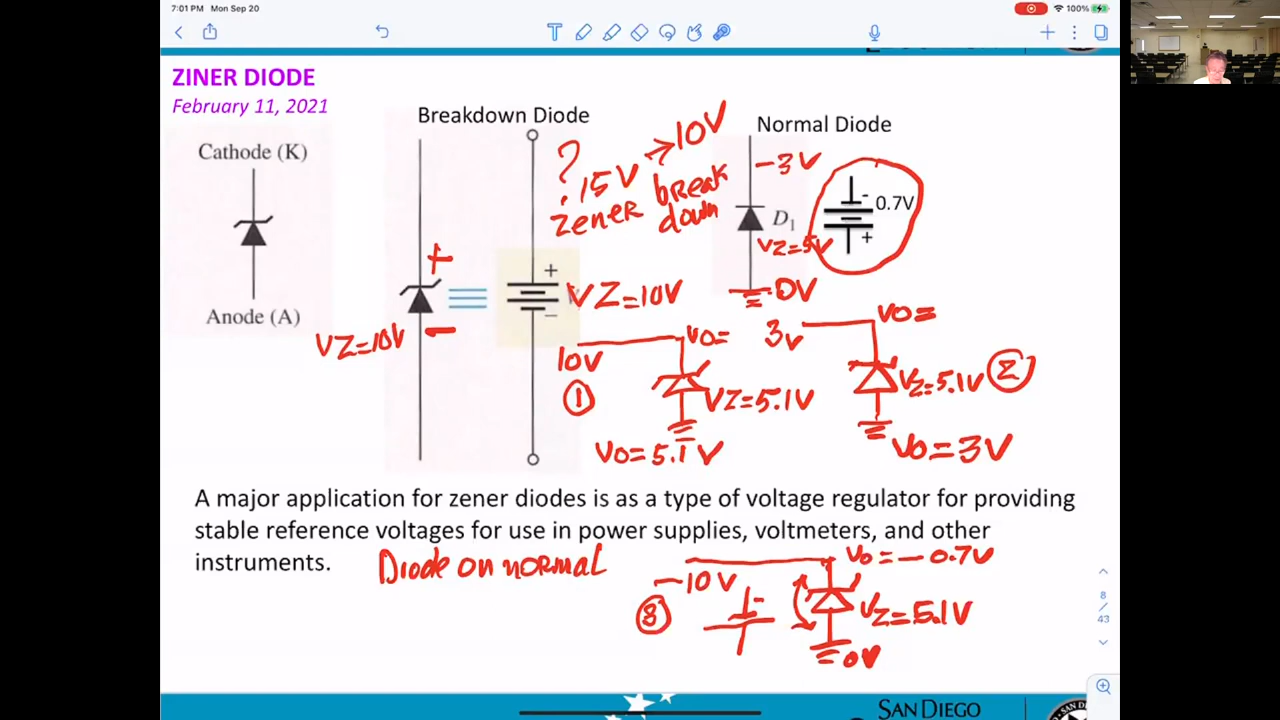 7:01 PM Mon Sep 20
100%
ZINER DIODE
February 11, 2021
Breakdown Diode
Normal Diode
Cathode (K)
Anode (A)
?
15V → 10V
zener break
down
-3V
D1
0.7V
-
+
VZ=5V
0V
+
-
VZ=10V
+
-
VZ=10V
10V
VO=
①
VZ=5.1V
VO=5.1V
3V
VO=
VZ=5.1V
②
VO=3V
A major application for zener diodes is as a type of voltage regulator for providing
stable reference voltages for use in power supplies, voltmeters, and other
instruments.
Diode on normal
-10V
VO=-0.7V
-
VZ=5.1V
0V
8
/
43
SAN DIEGO